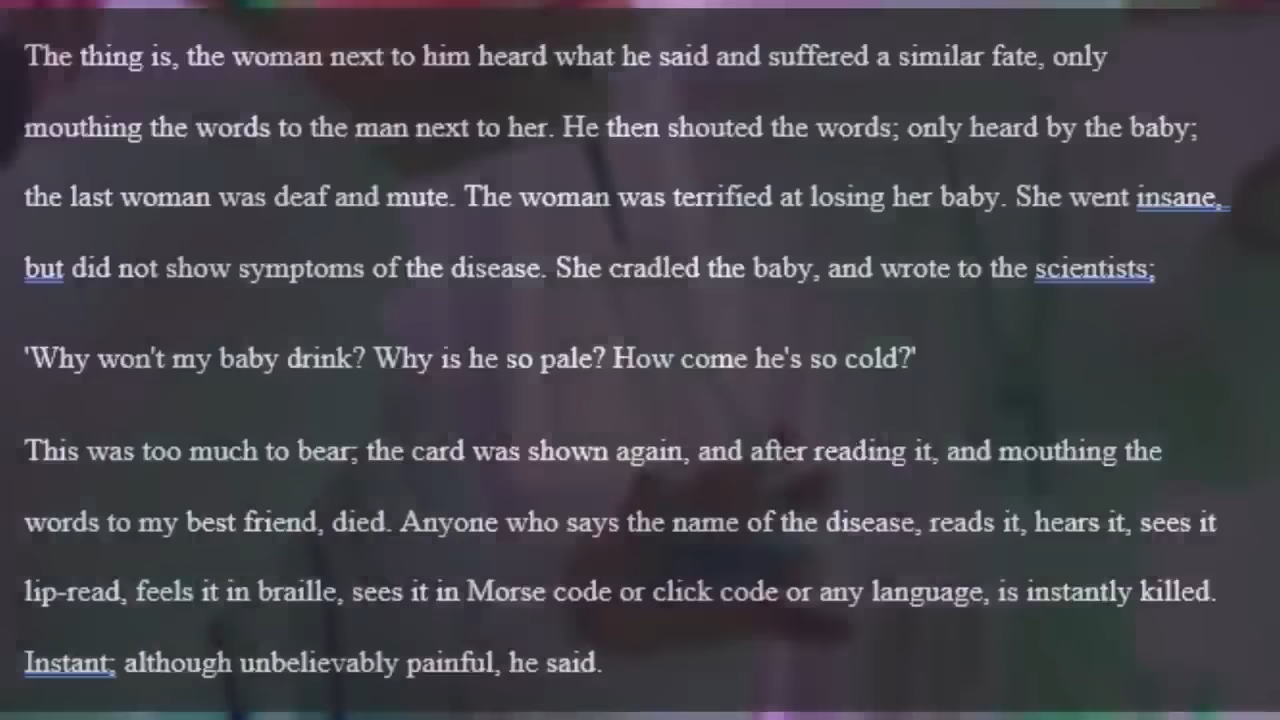 The thing is, the woman next to him heard what he said and suffered a similar fate, only
mouthing the words to the man next to her. He then shouted the words; only heard by the baby;
the last woman was deaf and mute. The woman was terrified at losing her baby. She went insane,
but did not show symptoms of the disease. She cradled the baby, and wrote to the scientists;
'Why won't my baby drink? Why is he so pale? How come he's so cold?'
This was too much to bear; the card was shown again, and after reading it, and mouthing the
words to my best friend, died. Anyone who says the name of the disease, reads it, hears it, sees it
lip-read, feels it in braille, sees it in Morse code or click code or any language, is instantly killed.
Instant; although unbelievably painful, he said.